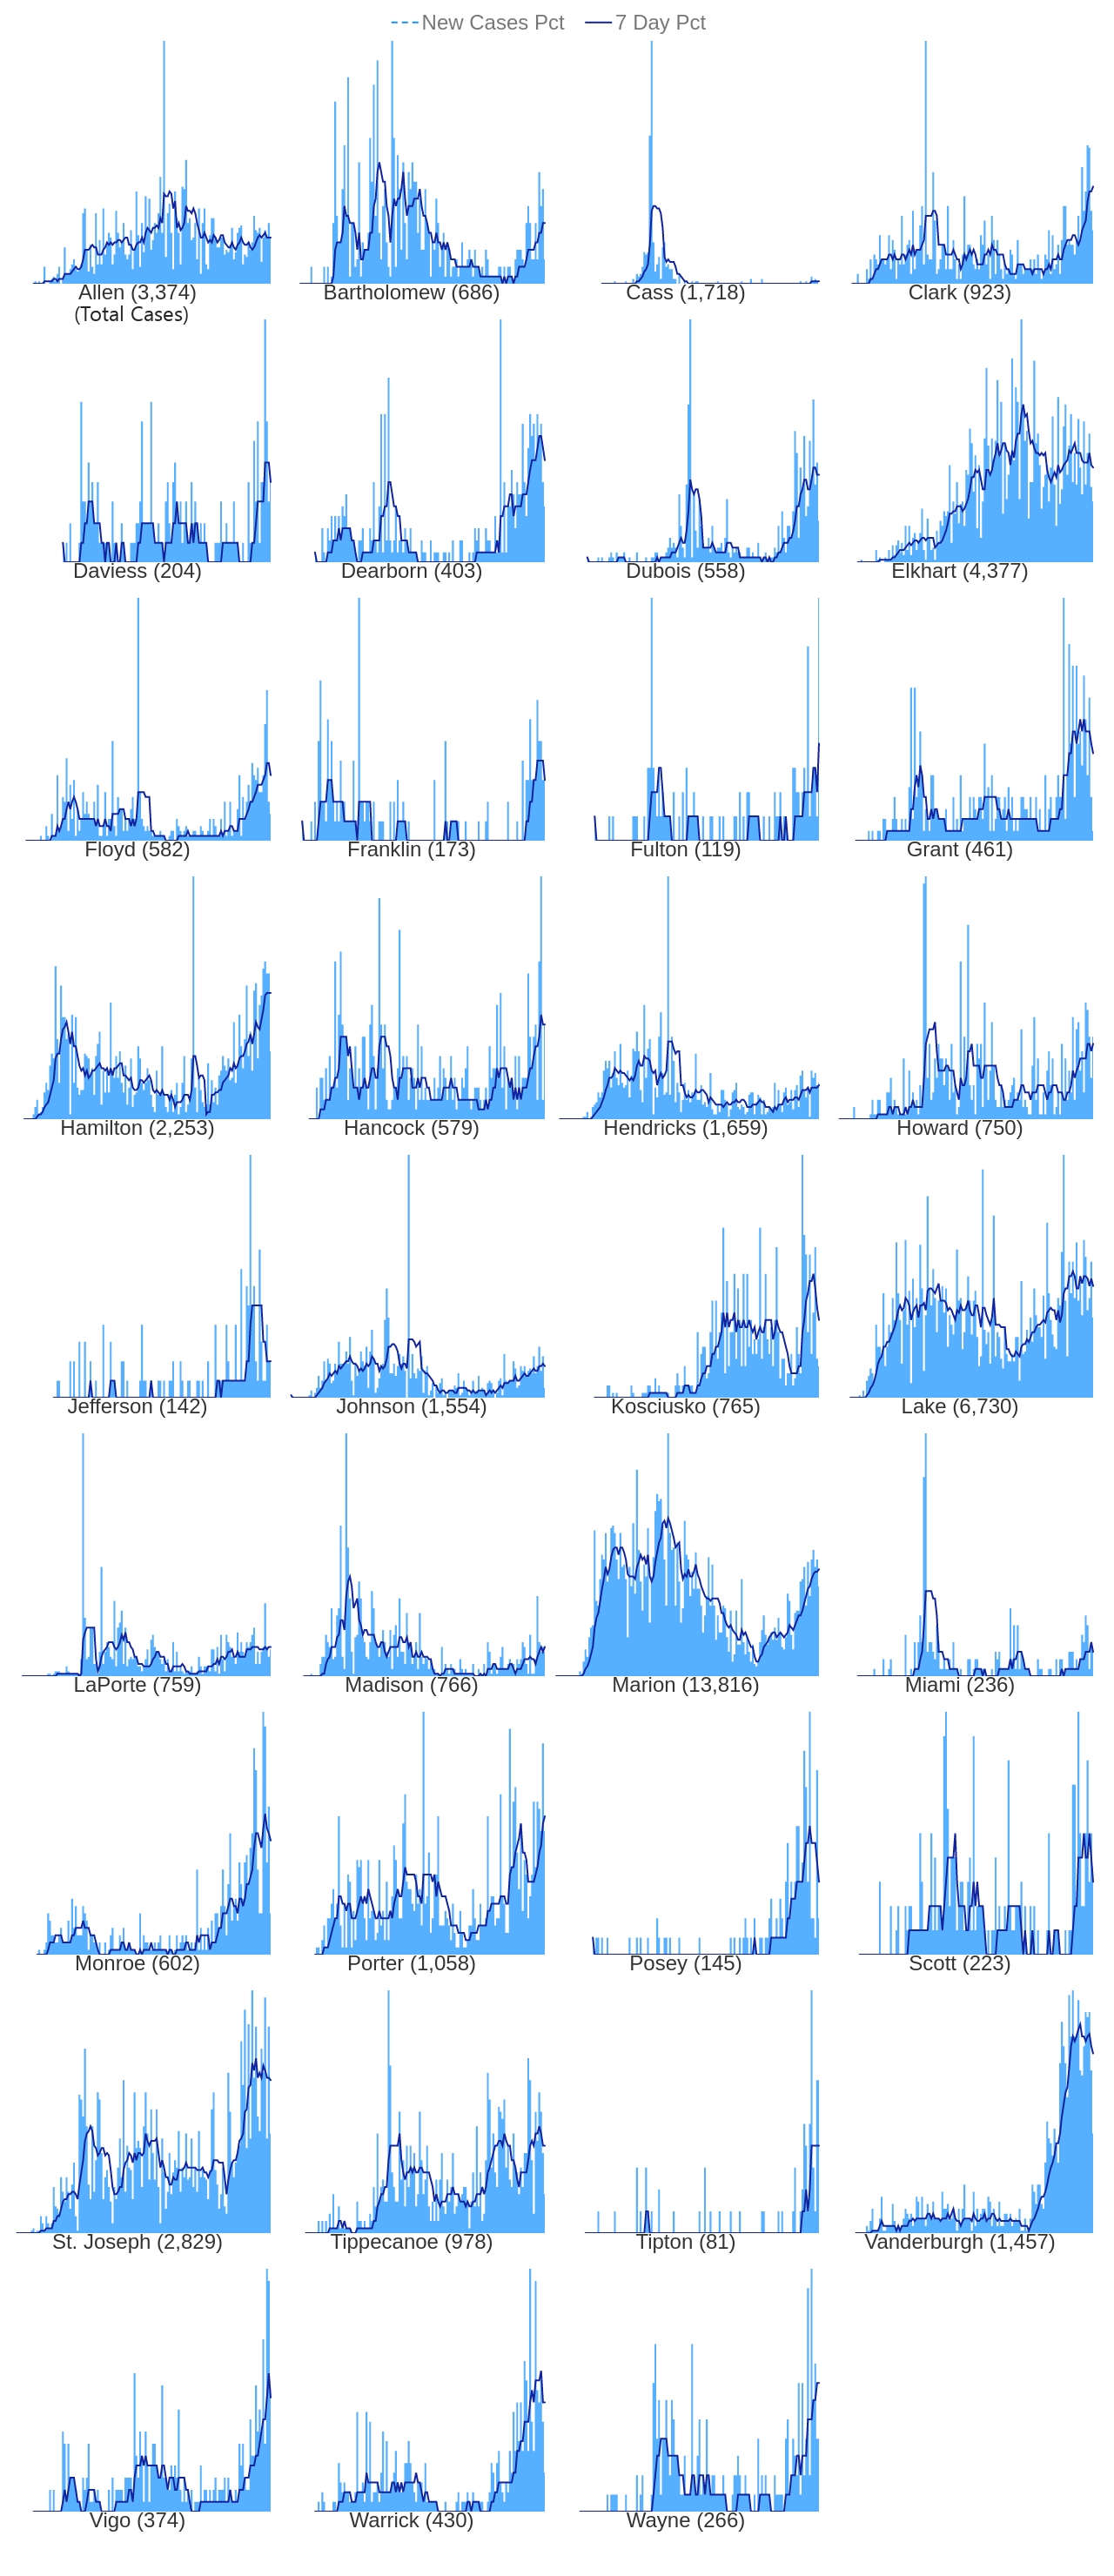 New Cases Pct 7 Day Pct
Allen (3,374) Bartholomew (686) Cass (1,718) Clark (923)
(Total Cases)
Daviess (204) Dearborn (403) Dubois (558) Elkhart (4,377)
Floyd (582) Franklin (173) Fulton (119) Grant (461)
Hamilton (2,253) Hancock (579) Hendricks (1,659) Howard (750)
Jefferson (142) Johnson (1,554) Kosciusko (765) Lake (6,730)
LaPorte (759) Madison (766) Marion (13,816) Miami (236)
Monroe (602) Porter (1,058) Posey (145) Scott (223)
St. Joseph (2,829) Tippecanoe (978) Tipton (81) Vanderburgh (1,457)
Vigo (374) Warrick (430) Wayne (266)